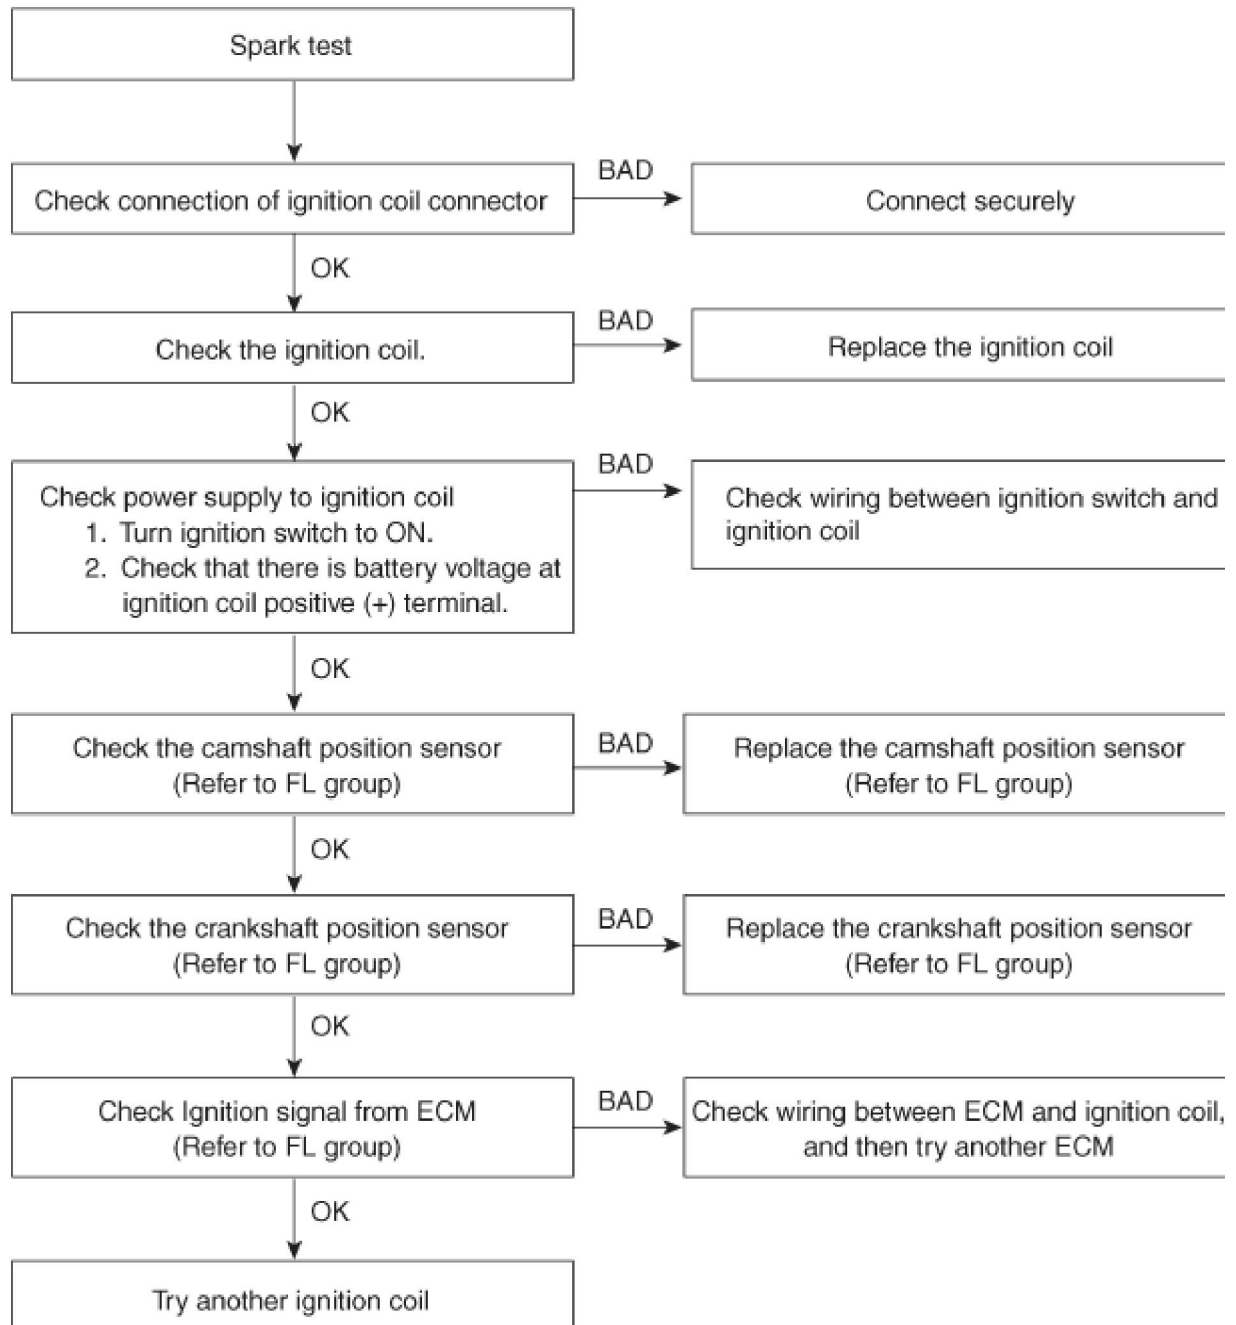 Spark test
Check connection of ignition coil connector
BAD
Connect securely
OK
Check the ignition coil.
BAD
Replace the ignition coil
OK
Check power supply to ignition coil
1. Turn ignition switch to ON.
2. Check that there is battery voltage at
ignition coil positive (+) terminal.
BAD
Check wiring between ignition switch and
ignition coil
OK
Check the camshaft position sensor
(Refer to FL group)
BAD
Replace the camshaft position sensor
(Refer to FL group)
OK
Check the crankshaft position sensor
(Refer to FL group)
BAD
Replace the crankshaft position sensor
(Refer to FL group)
OK
Check Ignition signal from ECM
(Refer to FL group)
BAD
Check wiring between ECM and ignition coil,
and then try another ECM
OK
Try another ignition coil